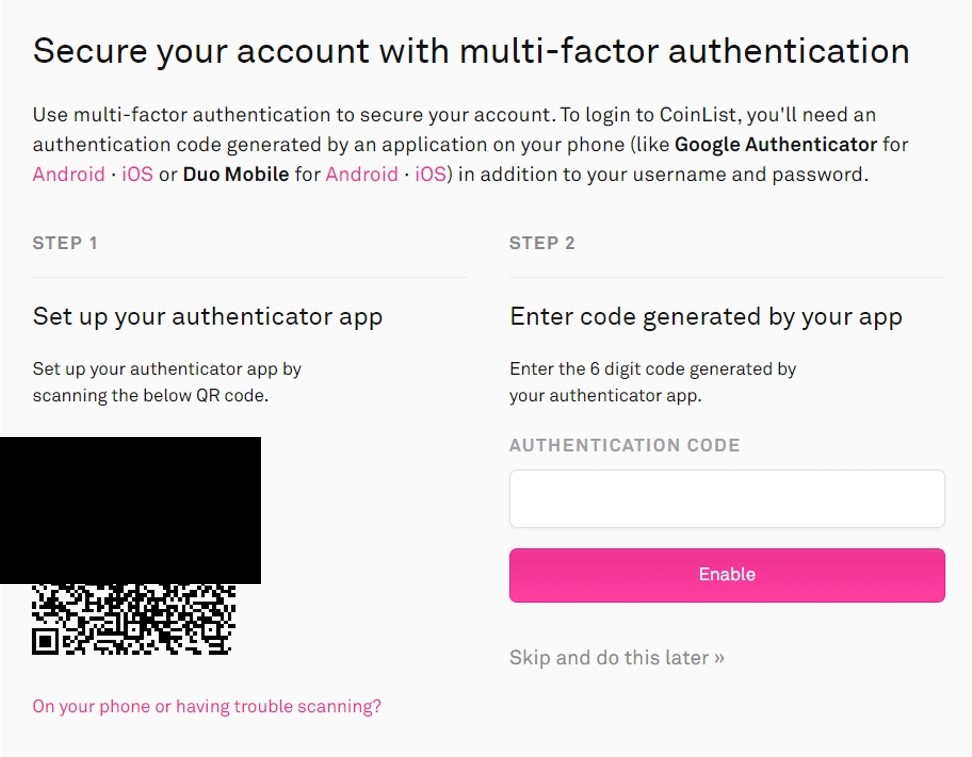 Secure your account with multi-factor authentication
Use multi-factor authentication to secure your account. To login to CoinList, you'll need an
authentication code generated by an application on your phone (like Google Authenticator for
Android · iOS or Duo Mobile for Android · iOS) in addition to your username and password.
STEP 1
Set up your authenticator app
Set up your authenticator app by
scanning the below QR code.
On your phone or having trouble scanning?
STEP 2
Enter code generated by your app
Enter the 6 digit code generated by
your authenticator app.
AUTHENTICATION CODE
Enable
Skip and do this later »